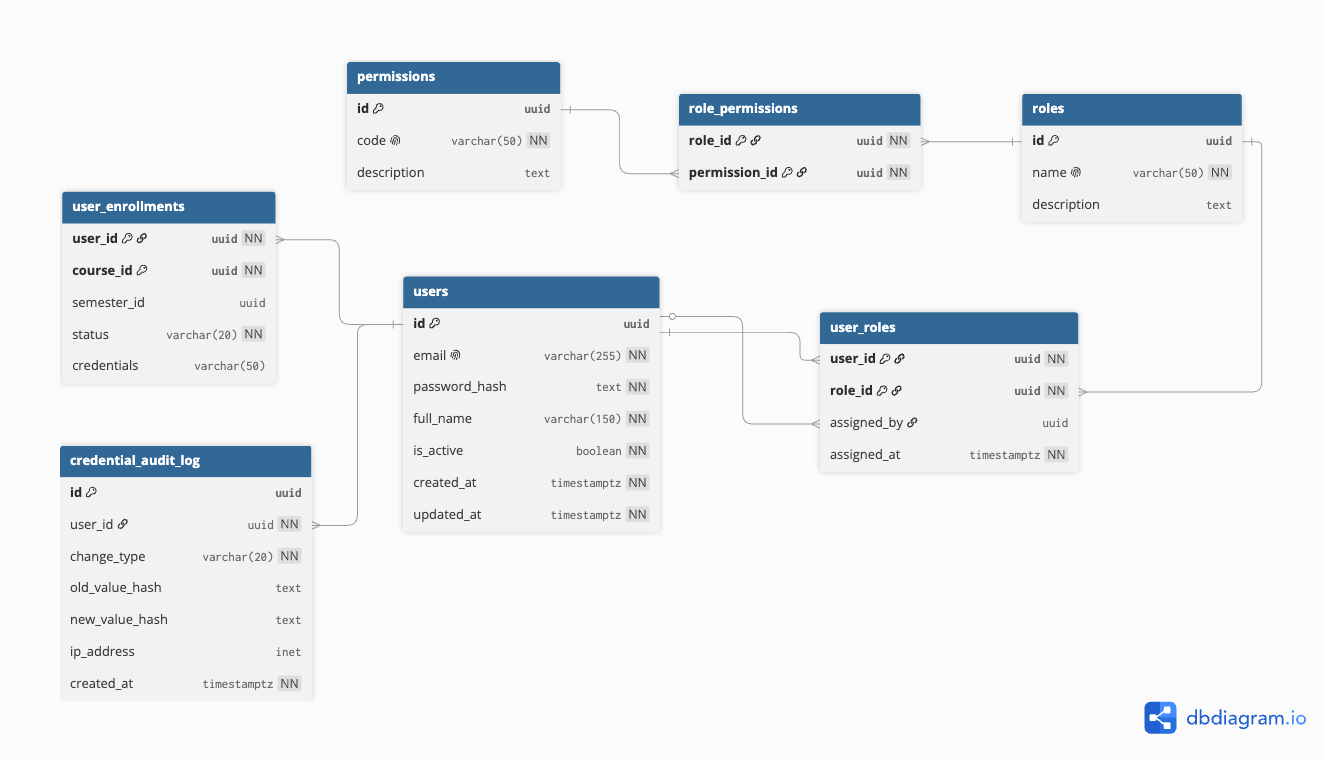 permissions
id uuid
code varchar(50) NN
description text
role_permissions
role_id uuid NN
permission_id uuid NN
roles
id uuid
name varchar(50) NN
description text
user_enrollments
user_id uuid NN
course_id uuid NN
semester_id uuid
status varchar(20) NN
credentials varchar(50)
users
id uuid
email varchar(255) NN
password_hash text NN
full_name varchar(150) NN
is_active boolean NN
created_at timestamptz NN
updated_at timestamptz NN
user_roles
user_id uuid NN
role_id uuid NN
assigned_by uuid
assigned_at timestamptz NN
credential_audit_log
id uuid
user_id uuid NN
change_type varchar(20) NN
old_value_hash text
new_value_hash text
ip_address inet
created_at timestamptz NN
dbdiagram.io